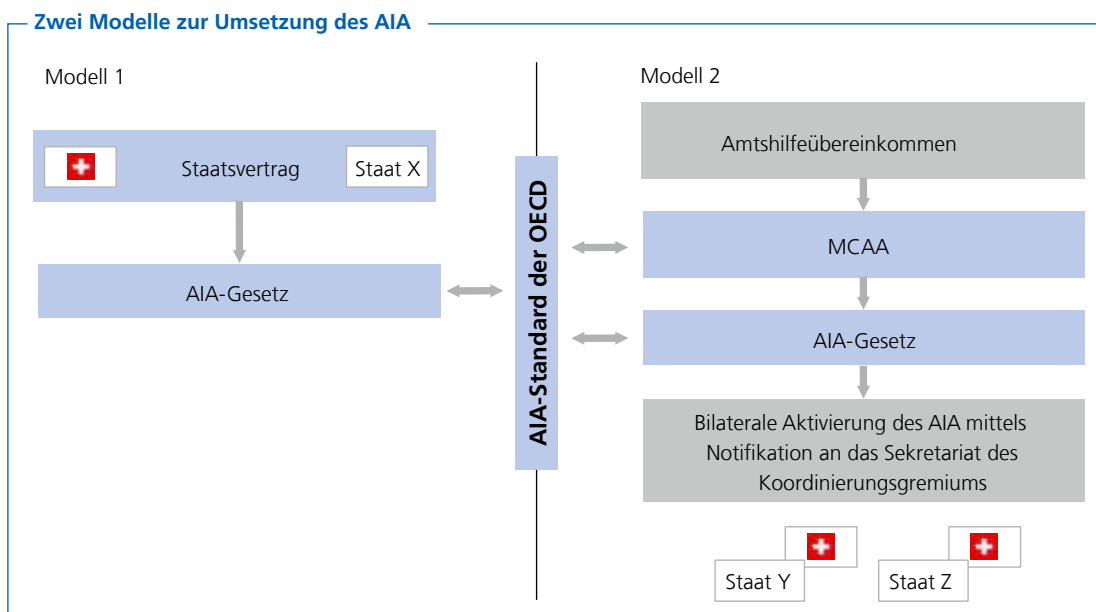 Zwei Modelle zur Umsetzung des AIA
Modell 1
Staatsvertrag
Staat X
AIA-Gesetz
AIA-Standard der OECD
Modell 2
Amtshilfeübereinkommen
MCAA
AIA-Gesetz
Bilaterale Aktivierung des AIA mittels
Notifikation an das Sekretariat des
Koordinierungsgremiums
Staat Y
Staat Z